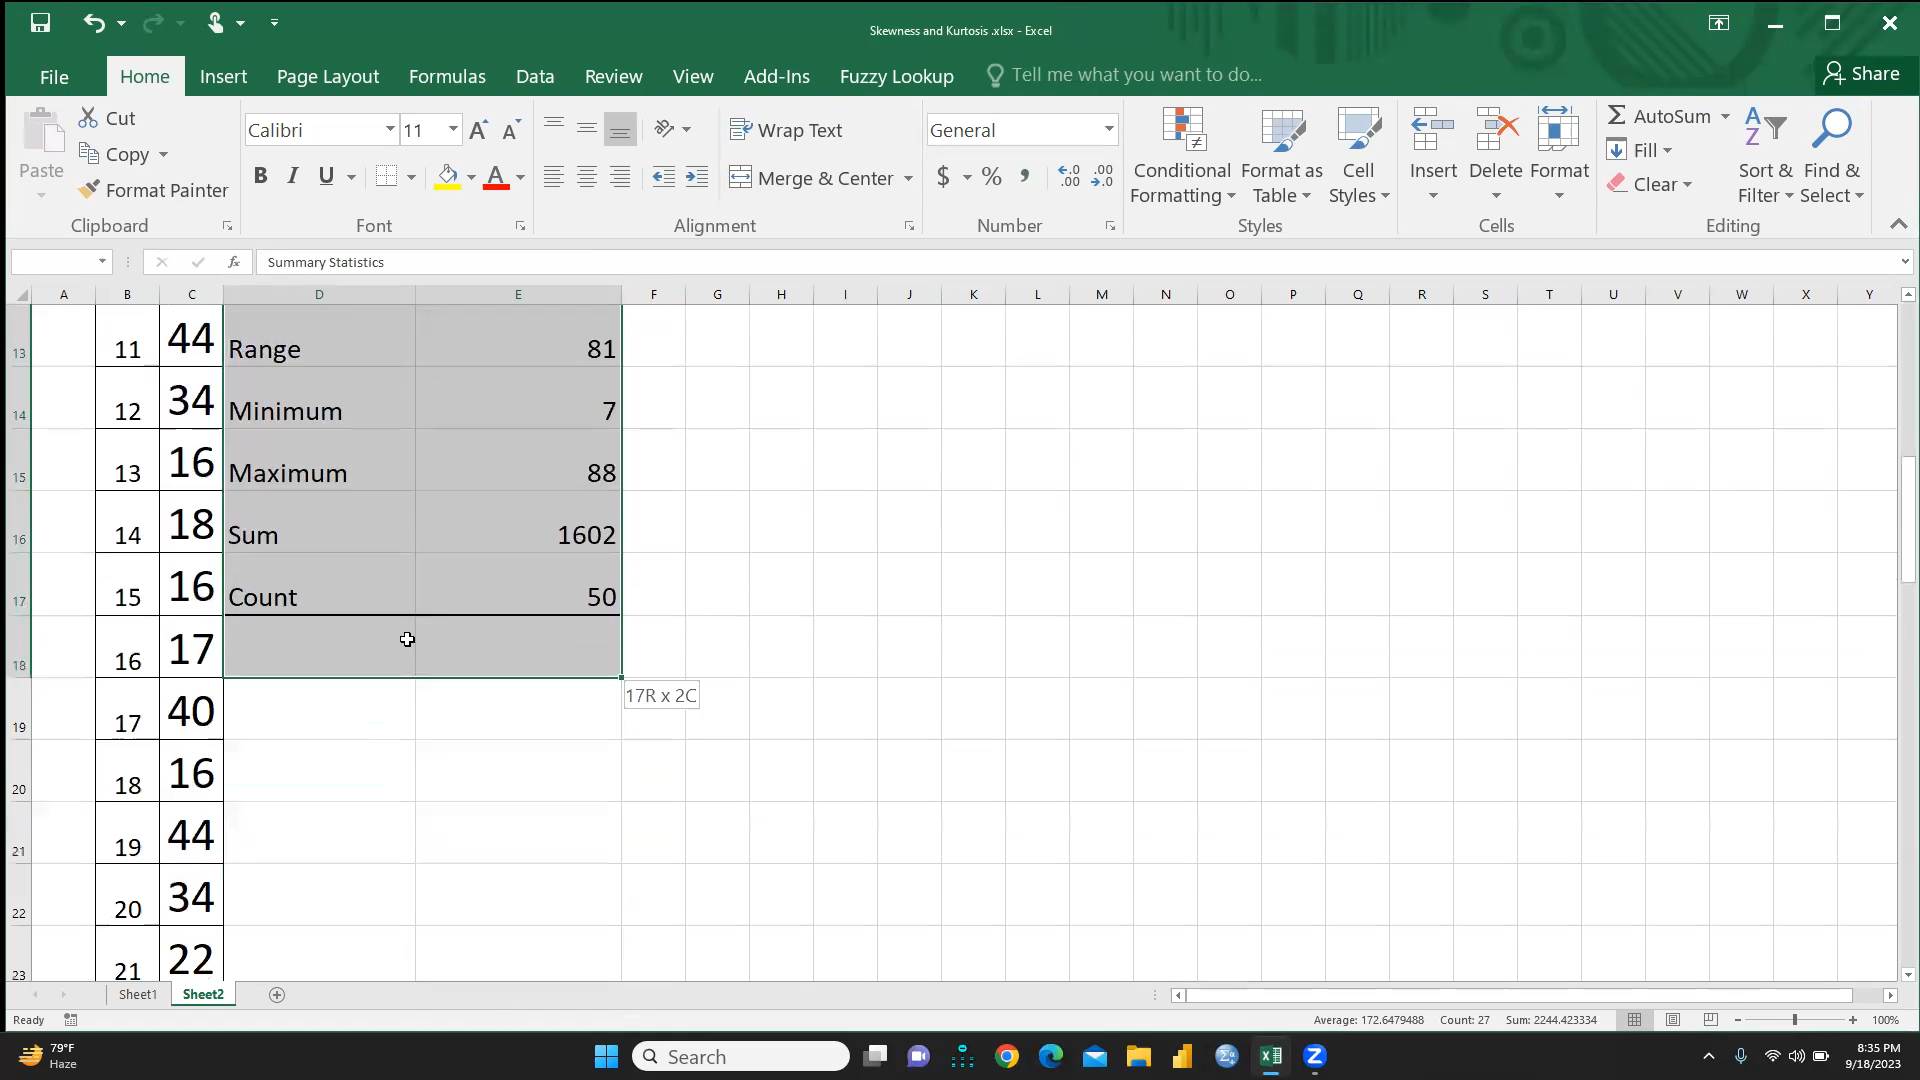 Skewness and Kurtosis .xlsx - Excel
File Home Insert Page Layout Formulas Data Review View Add-Ins Fuzzy Lookup Tell me what you want to do... Share
Paste
Cut
Copy
Format Painter
Clipboard
Calibri 11
B I U
Font
Wrap Text
Merge & Center
Alignment
General
$ % ,
Number
Conditional Formatting
Format as Table
Cell Styles
Styles
Insert Delete Format
Cells
AutoSum
Fill
Clear
Sort & Filter
Find & Select
Editing
fx Summary Statistics
A B C D E F G H I J K L M N O P Q R S T U V W X Y
13 11 44 Range 81
14 12 34 Minimum 7
15 13 16 Maximum 88
16 14 18 Sum 1602
17 15 16 Count 50
18 16 17
17R x 2C
19 17 40
20 18 16
21 19 44
22 20 34
23 21 22
Sheet1 Sheet2
Ready Average: 172.6479488 Count: 27 Sum: 2244.423334 100%
79°F
Haze
Search
8:35 PM
9/18/2023